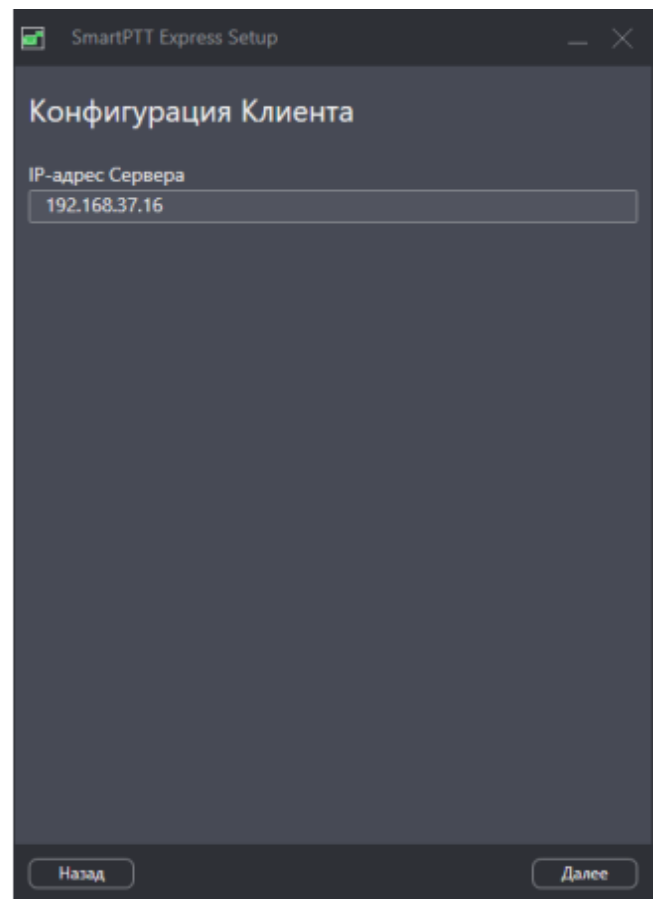 SmartPTT Express Setup
Конфигурация Клиента
IP-адрес Сервера
192.168.37.16
Назад
Далее